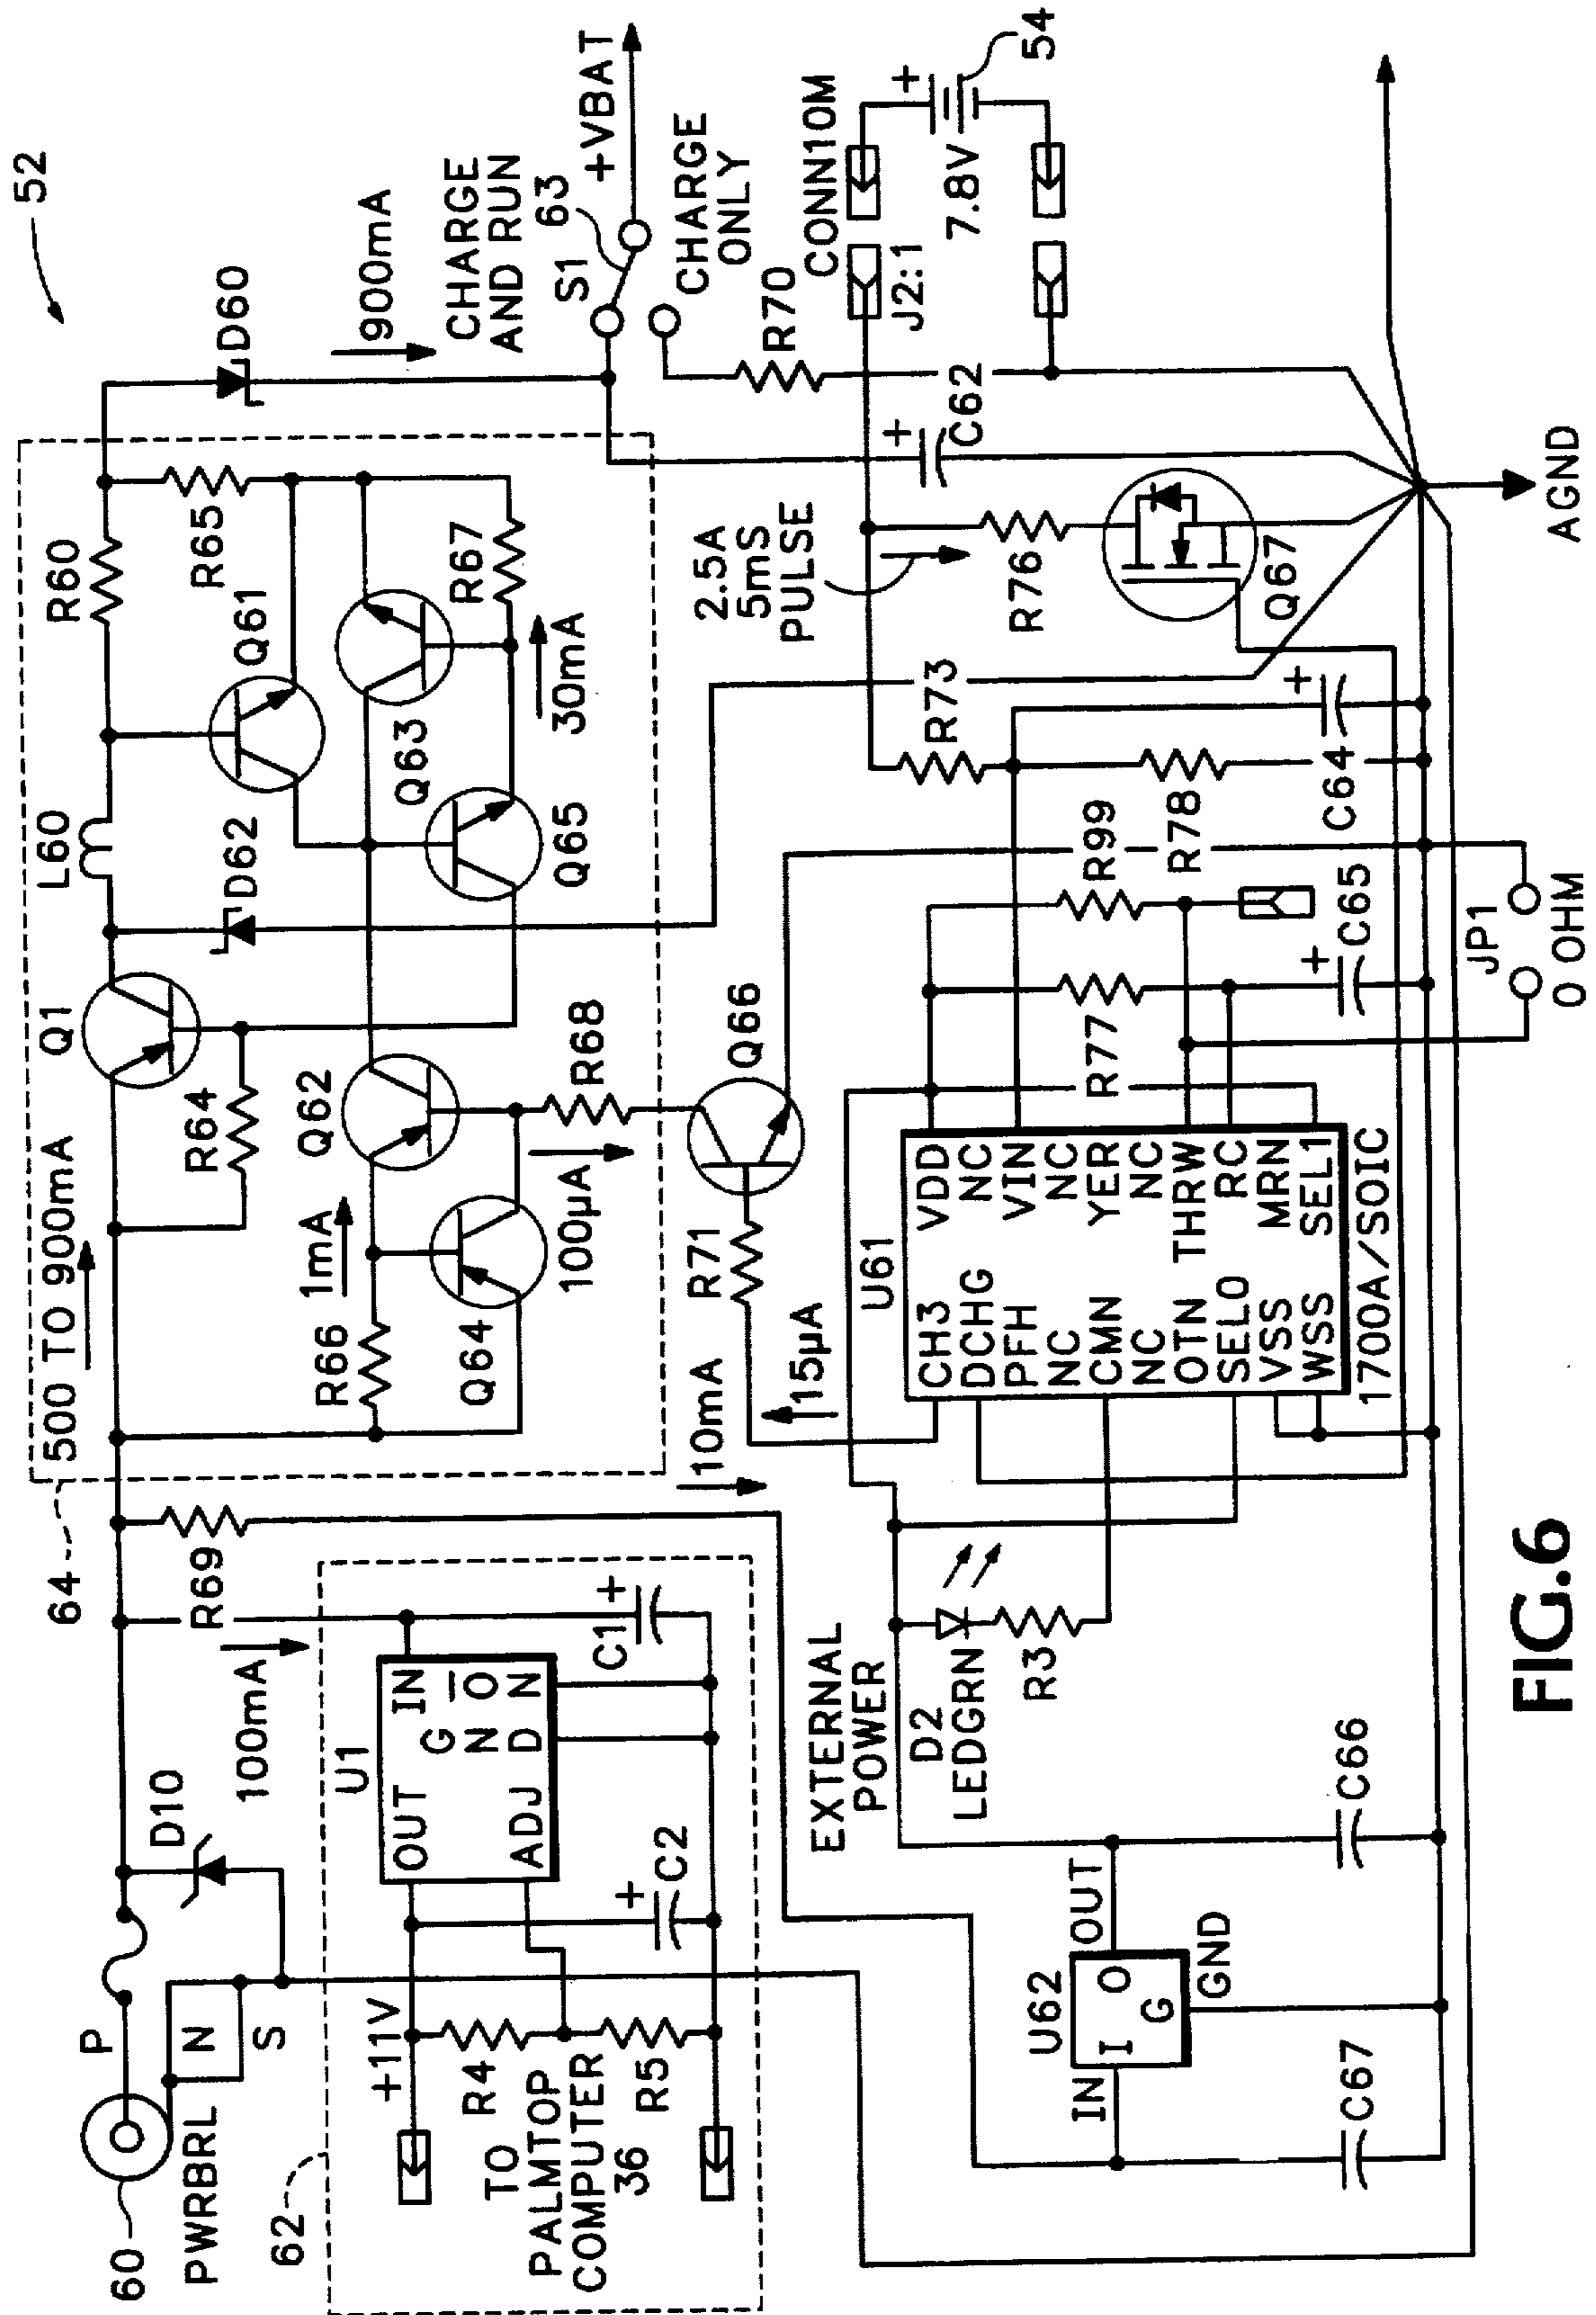 52
60
PWRBRL
P
N
S
D10
64
500 TO 900mA
Q1
L60
R60
D60
900mA
CHARGE
AND RUN
S1
63
+VBAT
CHARGE
ONLY
R69
100mA
R64
D62
R65
Q61
R66
1mA
Q62
Q63
R67
Q64
100µA
R68
Q65
30mA
62
+11V
U1
OUT
IN
G
N
D
O
N
ADJ
C1
+
C2
+
R4
R5
TO
PALMTOP
COMPUTER
36
10mA
R71
15µA
Q66
R73
2.5A
5mS
PULSE
R76
Q67
C62
+
R70
J2:1
CONN10M
7.8V
+
54
EXTERNAL
POWER
D2
LEDGRN
R3
U61
CH3
DCHG
PFH
NC
CMN
NC
OTN
SEL0
VSS
WSS
VDD
NC
VIN
NC
YER
NC
THRW
RC
MRN
SEL1
1700A/SOIC
R77
R99
R78
C65
+
C64
+
JP1
0 OHM
AGND
U62
IN
I
O
G
OUT
GND
C67
C66
FIG.6